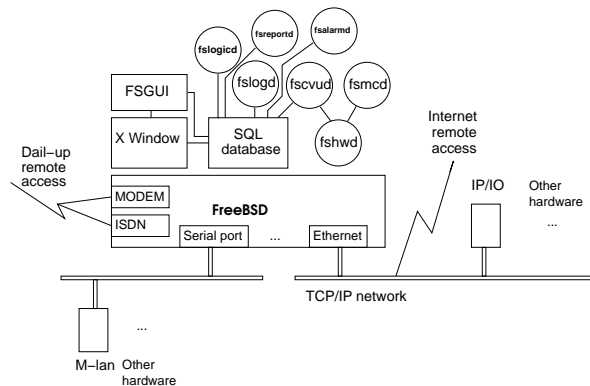 fslogicd
fsreportd
fsalarmd
FSGUI
fslogd
fscvud
fsmcd
X Window
SQL
database
fshwd
Internet
remote
access
Dail-up
remote
access
MODEM
ISDN
FreeBSD
Serial port
...
Ethernet
IP/IO
Other
hardware
...
TCP/IP network
M-lan
...
Other
hardware